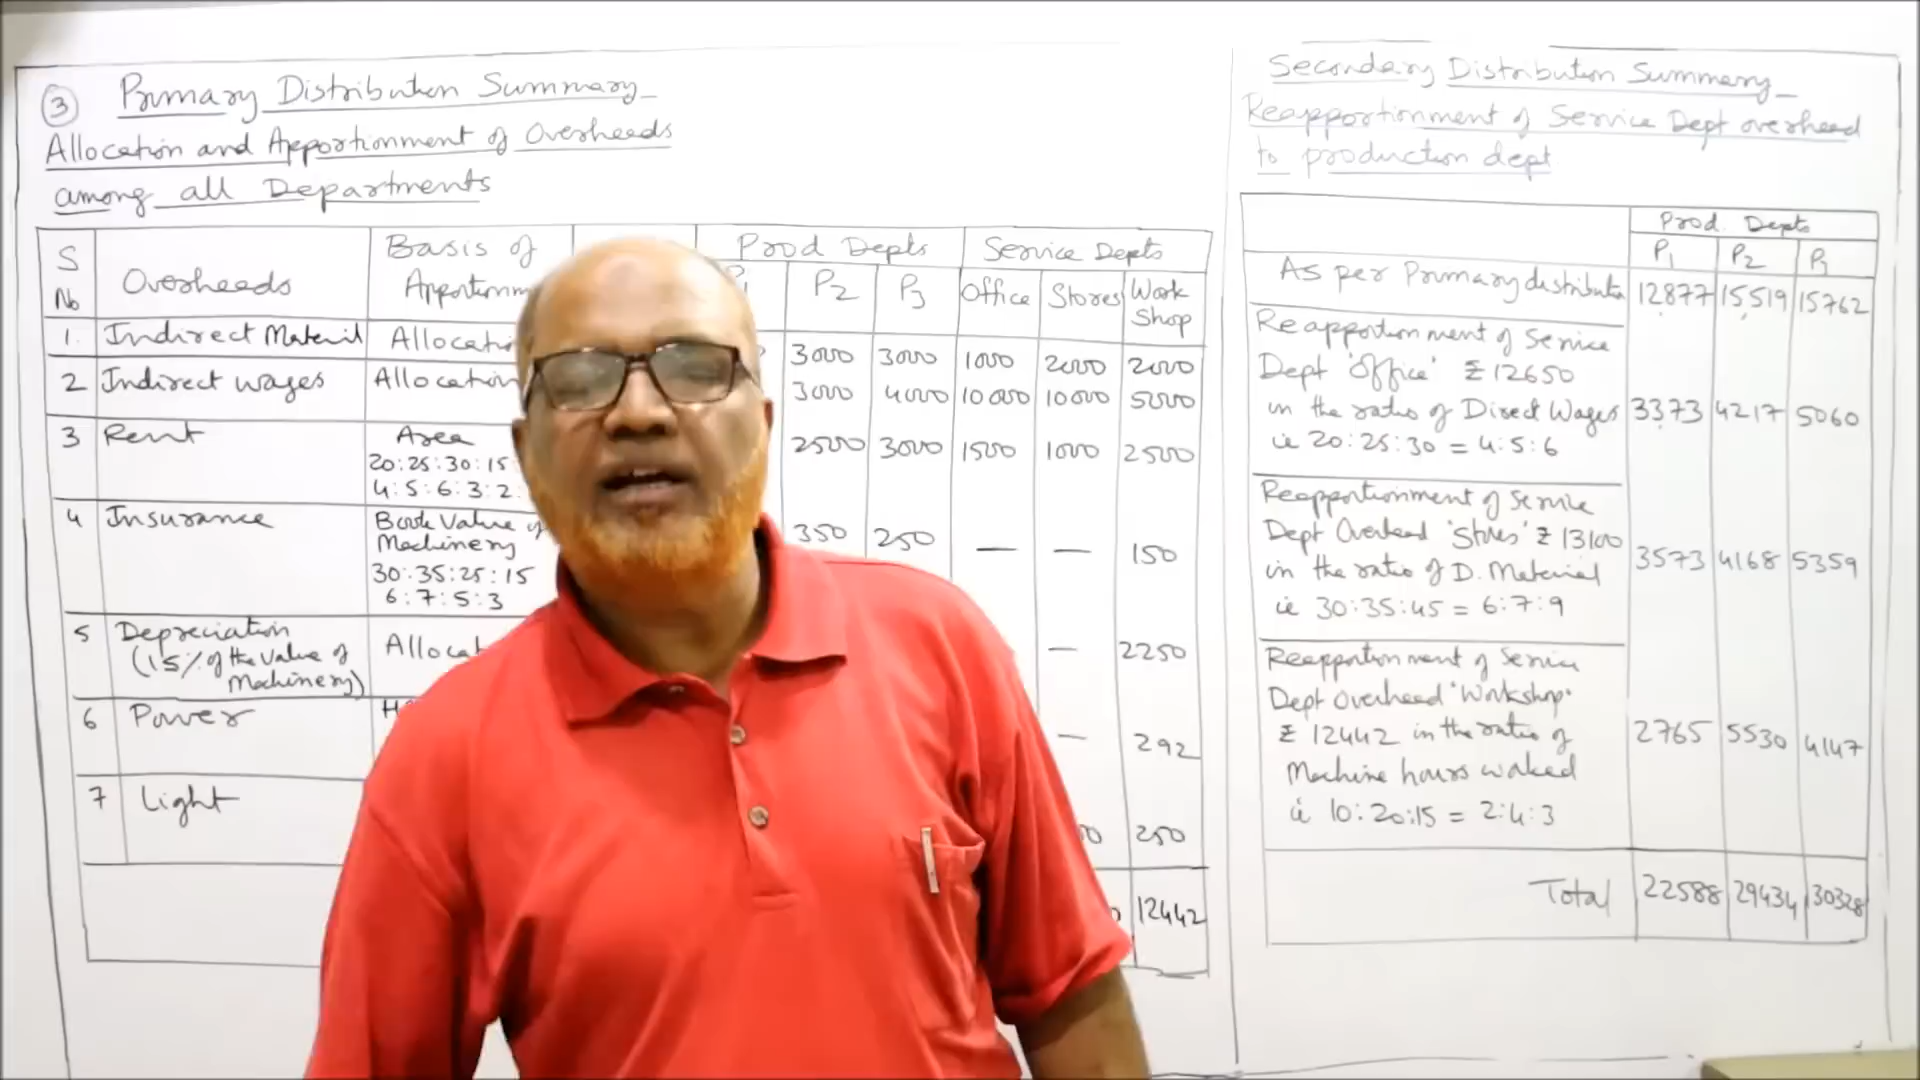 3 Primary Distribution Summary
Allocation and Apportionment of Overheads
among all Departments
S No Overheads Basis of Prod Depts Service Depts
P2 P3 Office Stores Work Shop
1. Indirect Material 3000 3000 1000 2000 2000
2 Indirect wages Allocation 3000 4000 10000 10000 5000
3 Rent Area 2500 3000 1500 1000 2500
20:25:30:15
4:5:6:3:2
4 Insurance Book Value of Machinery 350 250 — — 150
30:35:25:15
6:7:5:3
5 Depreciation — 2250
(15% of the value of
Machinery)
6 Power — 292
7 Light 250
12442
Secondary Distribution Summary
Reapportionment of Service Dept overhead
to production dept
Prod. Depts
P1 P2 P3
As per Primary distribution 12877 15,519 15762
Reapportionment of Service
Dept 'Office' ₹ 12650
in the ratio of Direct Wages 3373 4217 5060
ie 20:25:30 = 4:5:6
Reapportionment of Service
Dept Overhead 'Stores' ₹ 13100
in the ratio of D. Material 3573 4168 5359
ie 30:35:45 = 6:7:9
Reapportionment of Service
Dept Overhead 'Workshop'
₹ 12442 in the ratio of 2765 5530 4147
Machine hours worked
ie 10:20:15 = 2:4:3
Total 22588 29434 30328